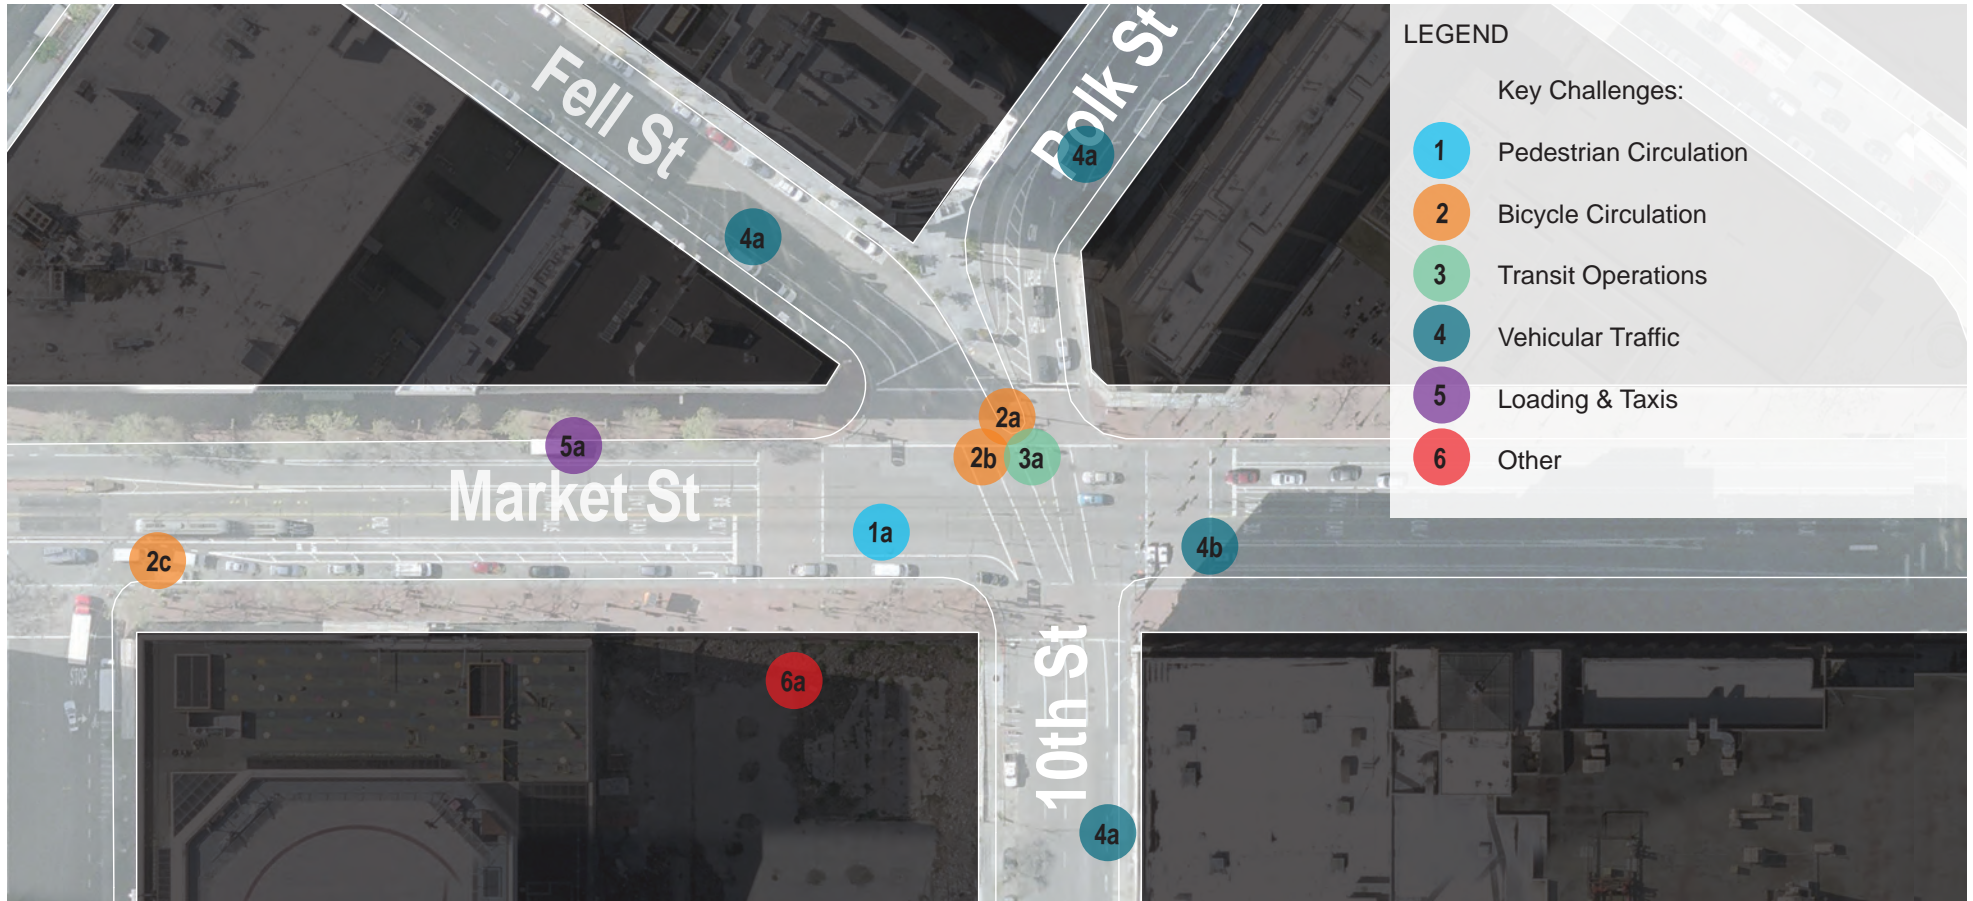 Fell St
Polk St
4a
4a
LEGEND
Key Challenges:
1 Pedestrian Circulation
2 Bicycle Circulation
3 Transit Operations
4 Vehicular Traffic
5 Loading & Taxis
6 Other
2a
5a
2b
3a
Market St
1a
4b
2c
STOP
6a
10th St
4a